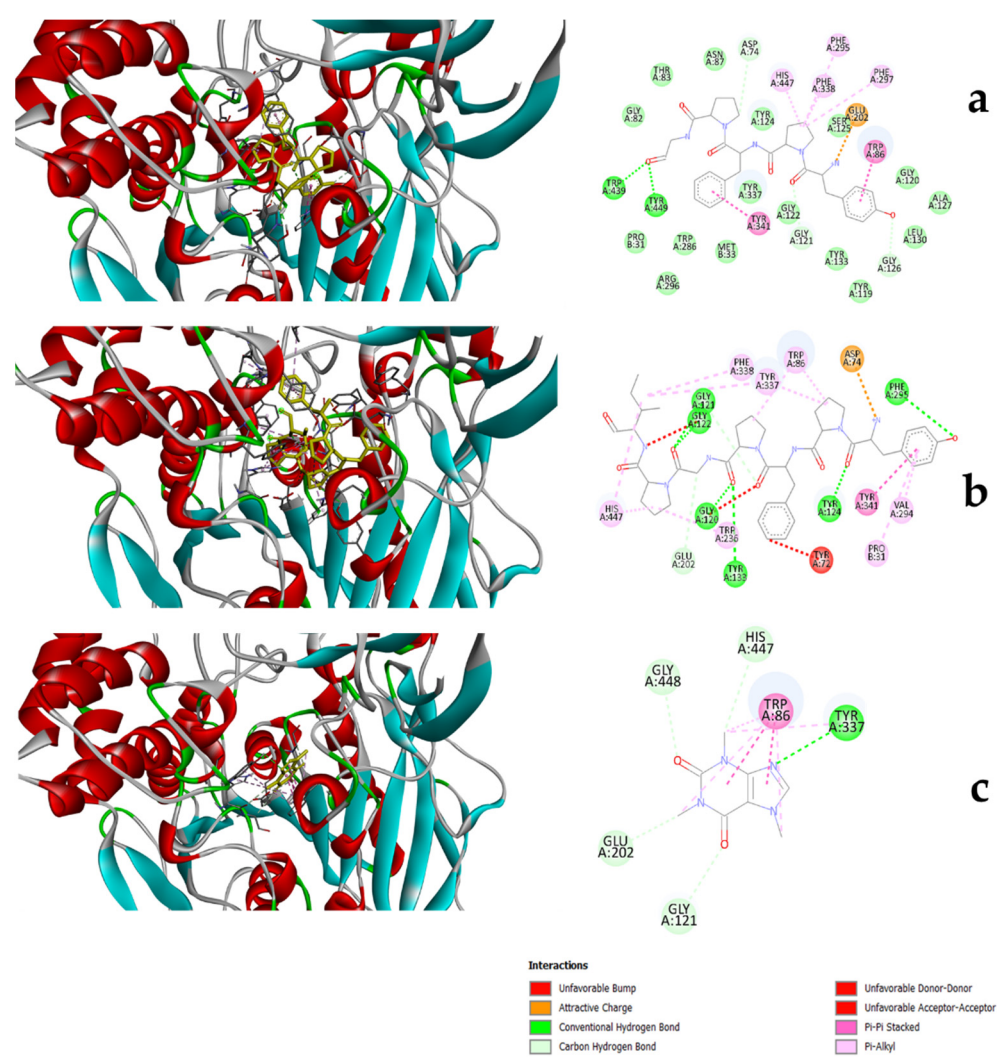 a
PHE
A:295
ASP
A:74
ASN
A:87
THR
A:83
HIS
A:447
PHE
A:338
PHE
A:297
GLU
A:202
GLY
A:82
TYR
A:124
SER
A:125
TRP
A:86
TRP
A:439
TYR
A:449
TYR
A:337
GLY
A:120
ALA
A:127
TYR
A:341
GLY
A:122
GLY
A:121
LEU
A:130
PRO
B:31
TRP
A:286
MET
B:33
TYR
A:133
GLY
A:126
ARG
A:296
TYR
A:119
b
PHE
A:338
TYR
A:337
TRP
A:86
ASP
A:74
PHE
A:295
GLY
A:121
GLY
A:122
HIS
A:447
GLY
A:120
TRP
A:236
TYR
A:124
TYR
A:341
VAL
A:294
GLU
A:202
TYR
A:133
TYR
A:72
PRO
B:31
c
HIS
A:447
GLY
A:448
TRP
A:86
TYR
A:337
GLU
A:202
GLY
A:121
Interactions
Unfavorable Bump
Attractive Charge
Conventional Hydrogen Bond
Carbon Hydrogen Bond
Unfavorable Donor-Donor
Unfavorable Acceptor-Acceptor
Pi-Pi Stacked
Pi-Alkyl